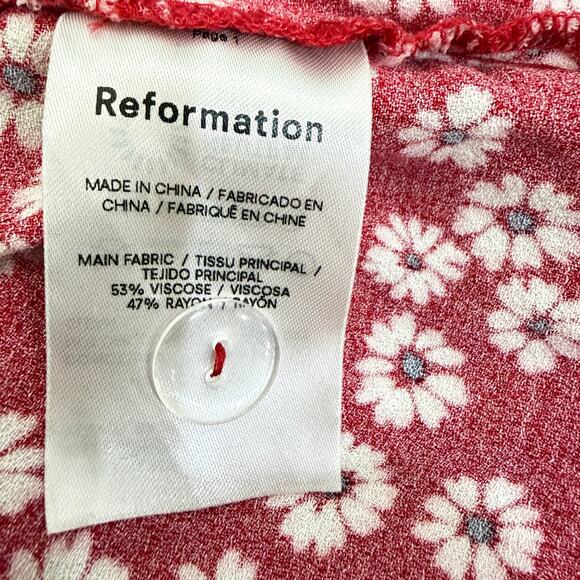 Page 1
Reformation
MADE IN CHINA / FABRICADO EN
CHINA / FABRIQUÉ EN CHINE
MAIN FABRIC / TISSU PRINCIPAL /
TEJIDO PRINCIPAL
53% VISCOSE / VISCOSA
47% RAYON / RAYÓN